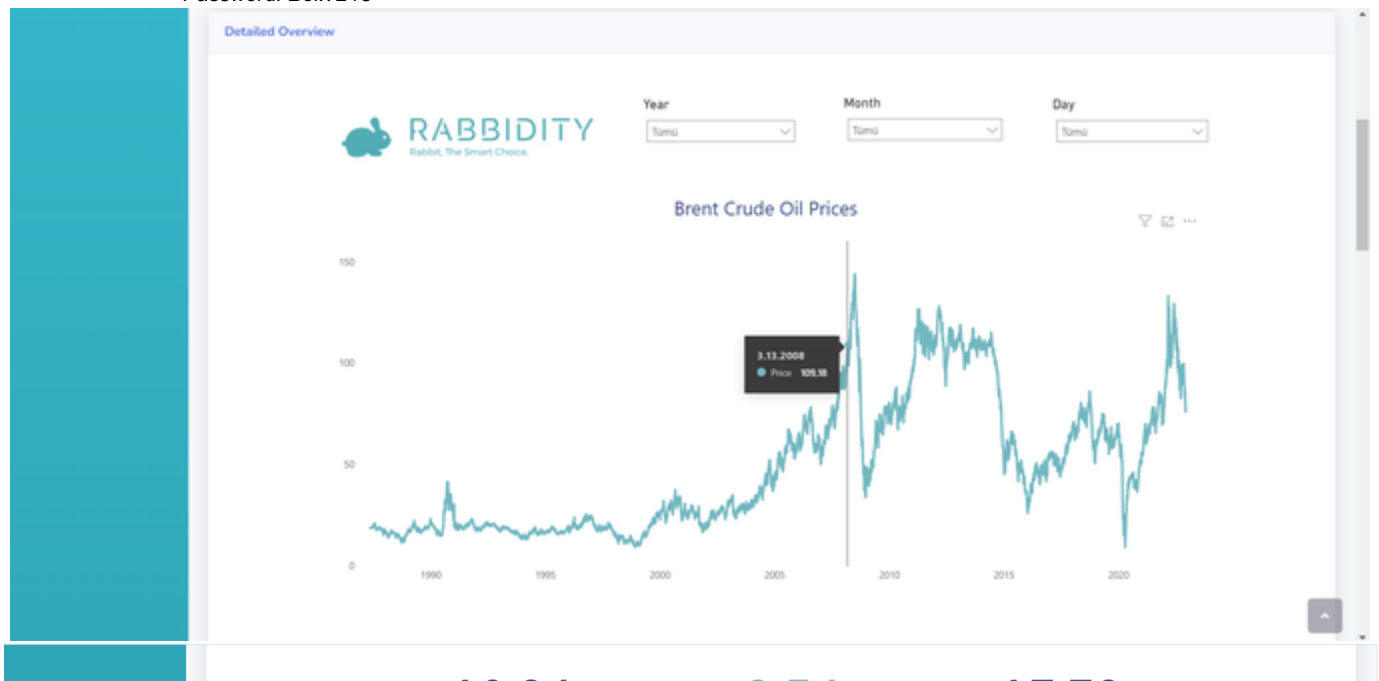 Detailed Overview
Year
Month
Day
RABBIDITY
Rabbit, The Smart Choice.
Tümü
Tümü
Tümü
Brent Crude Oil Prices
150
100
50
0
3.13.2008
Price 109,18
1990
1995
2000
2005
2010
2015
2020